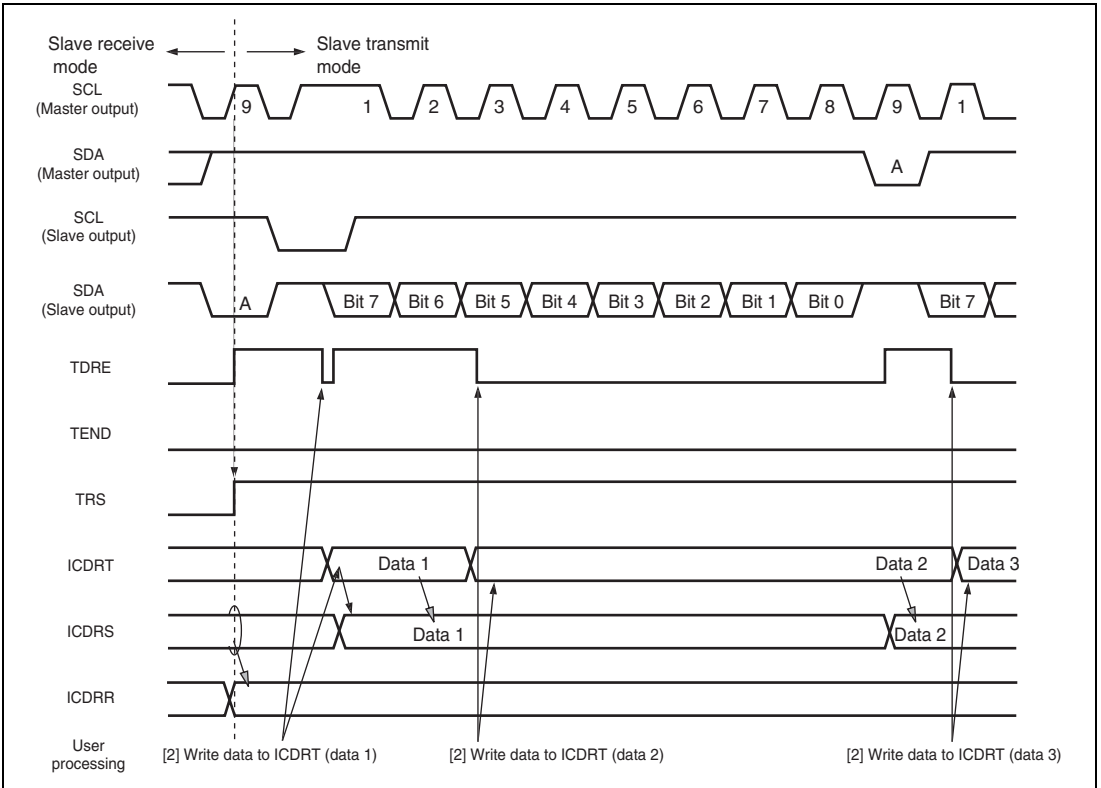 Slave receive mode
Slave transmit mode
SCL
(Master output)
9 1 2 3 4 5 6 7 8 9 1
SDA
(Master output)
A
SCL
(Slave output)
SDA
(Slave output)
A Bit 7 Bit 6 Bit 5 Bit 4 Bit 3 Bit 2 Bit 1 Bit 0 Bit 7
TDRE
TEND
TRS
ICDRT
Data 1 Data 2 Data 3
ICDRS
Data 1 Data 2
ICDRR
User
processing
[2] Write data to ICDRT (data 1) [2] Write data to ICDRT (data 2) [2] Write data to ICDRT (data 3)